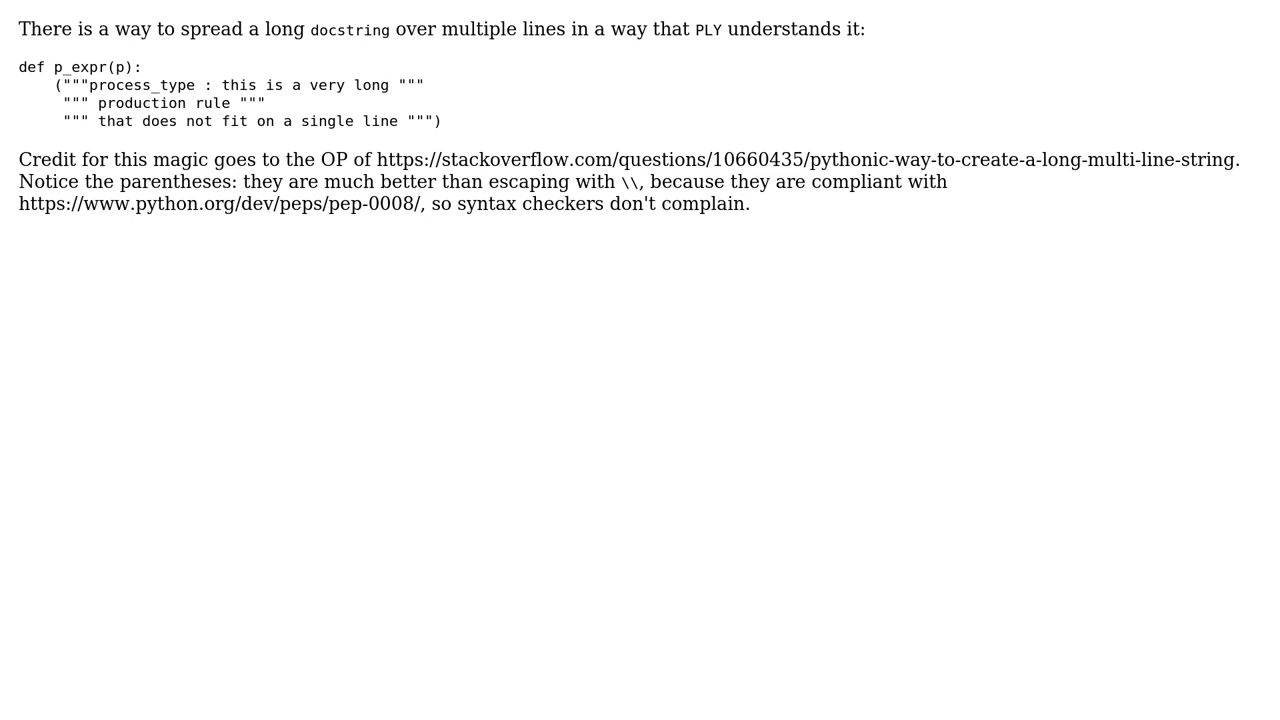 There is a way to spread a long docstring over multiple lines in a way that PLY understands it:
def p_expr(p):
    ("""process_type : this is a very long """
     """ production rule """
     """ that does not fit on a single line """)
Credit for this magic goes to the OP of https://stackoverflow.com/questions/10660435/pythonic-way-to-create-a-long-multi-line-string.
Notice the parentheses: they are much better than escaping with \\, because they are compliant with
https://www.python.org/dev/peps/pep-0008/, so syntax checkers don't complain.